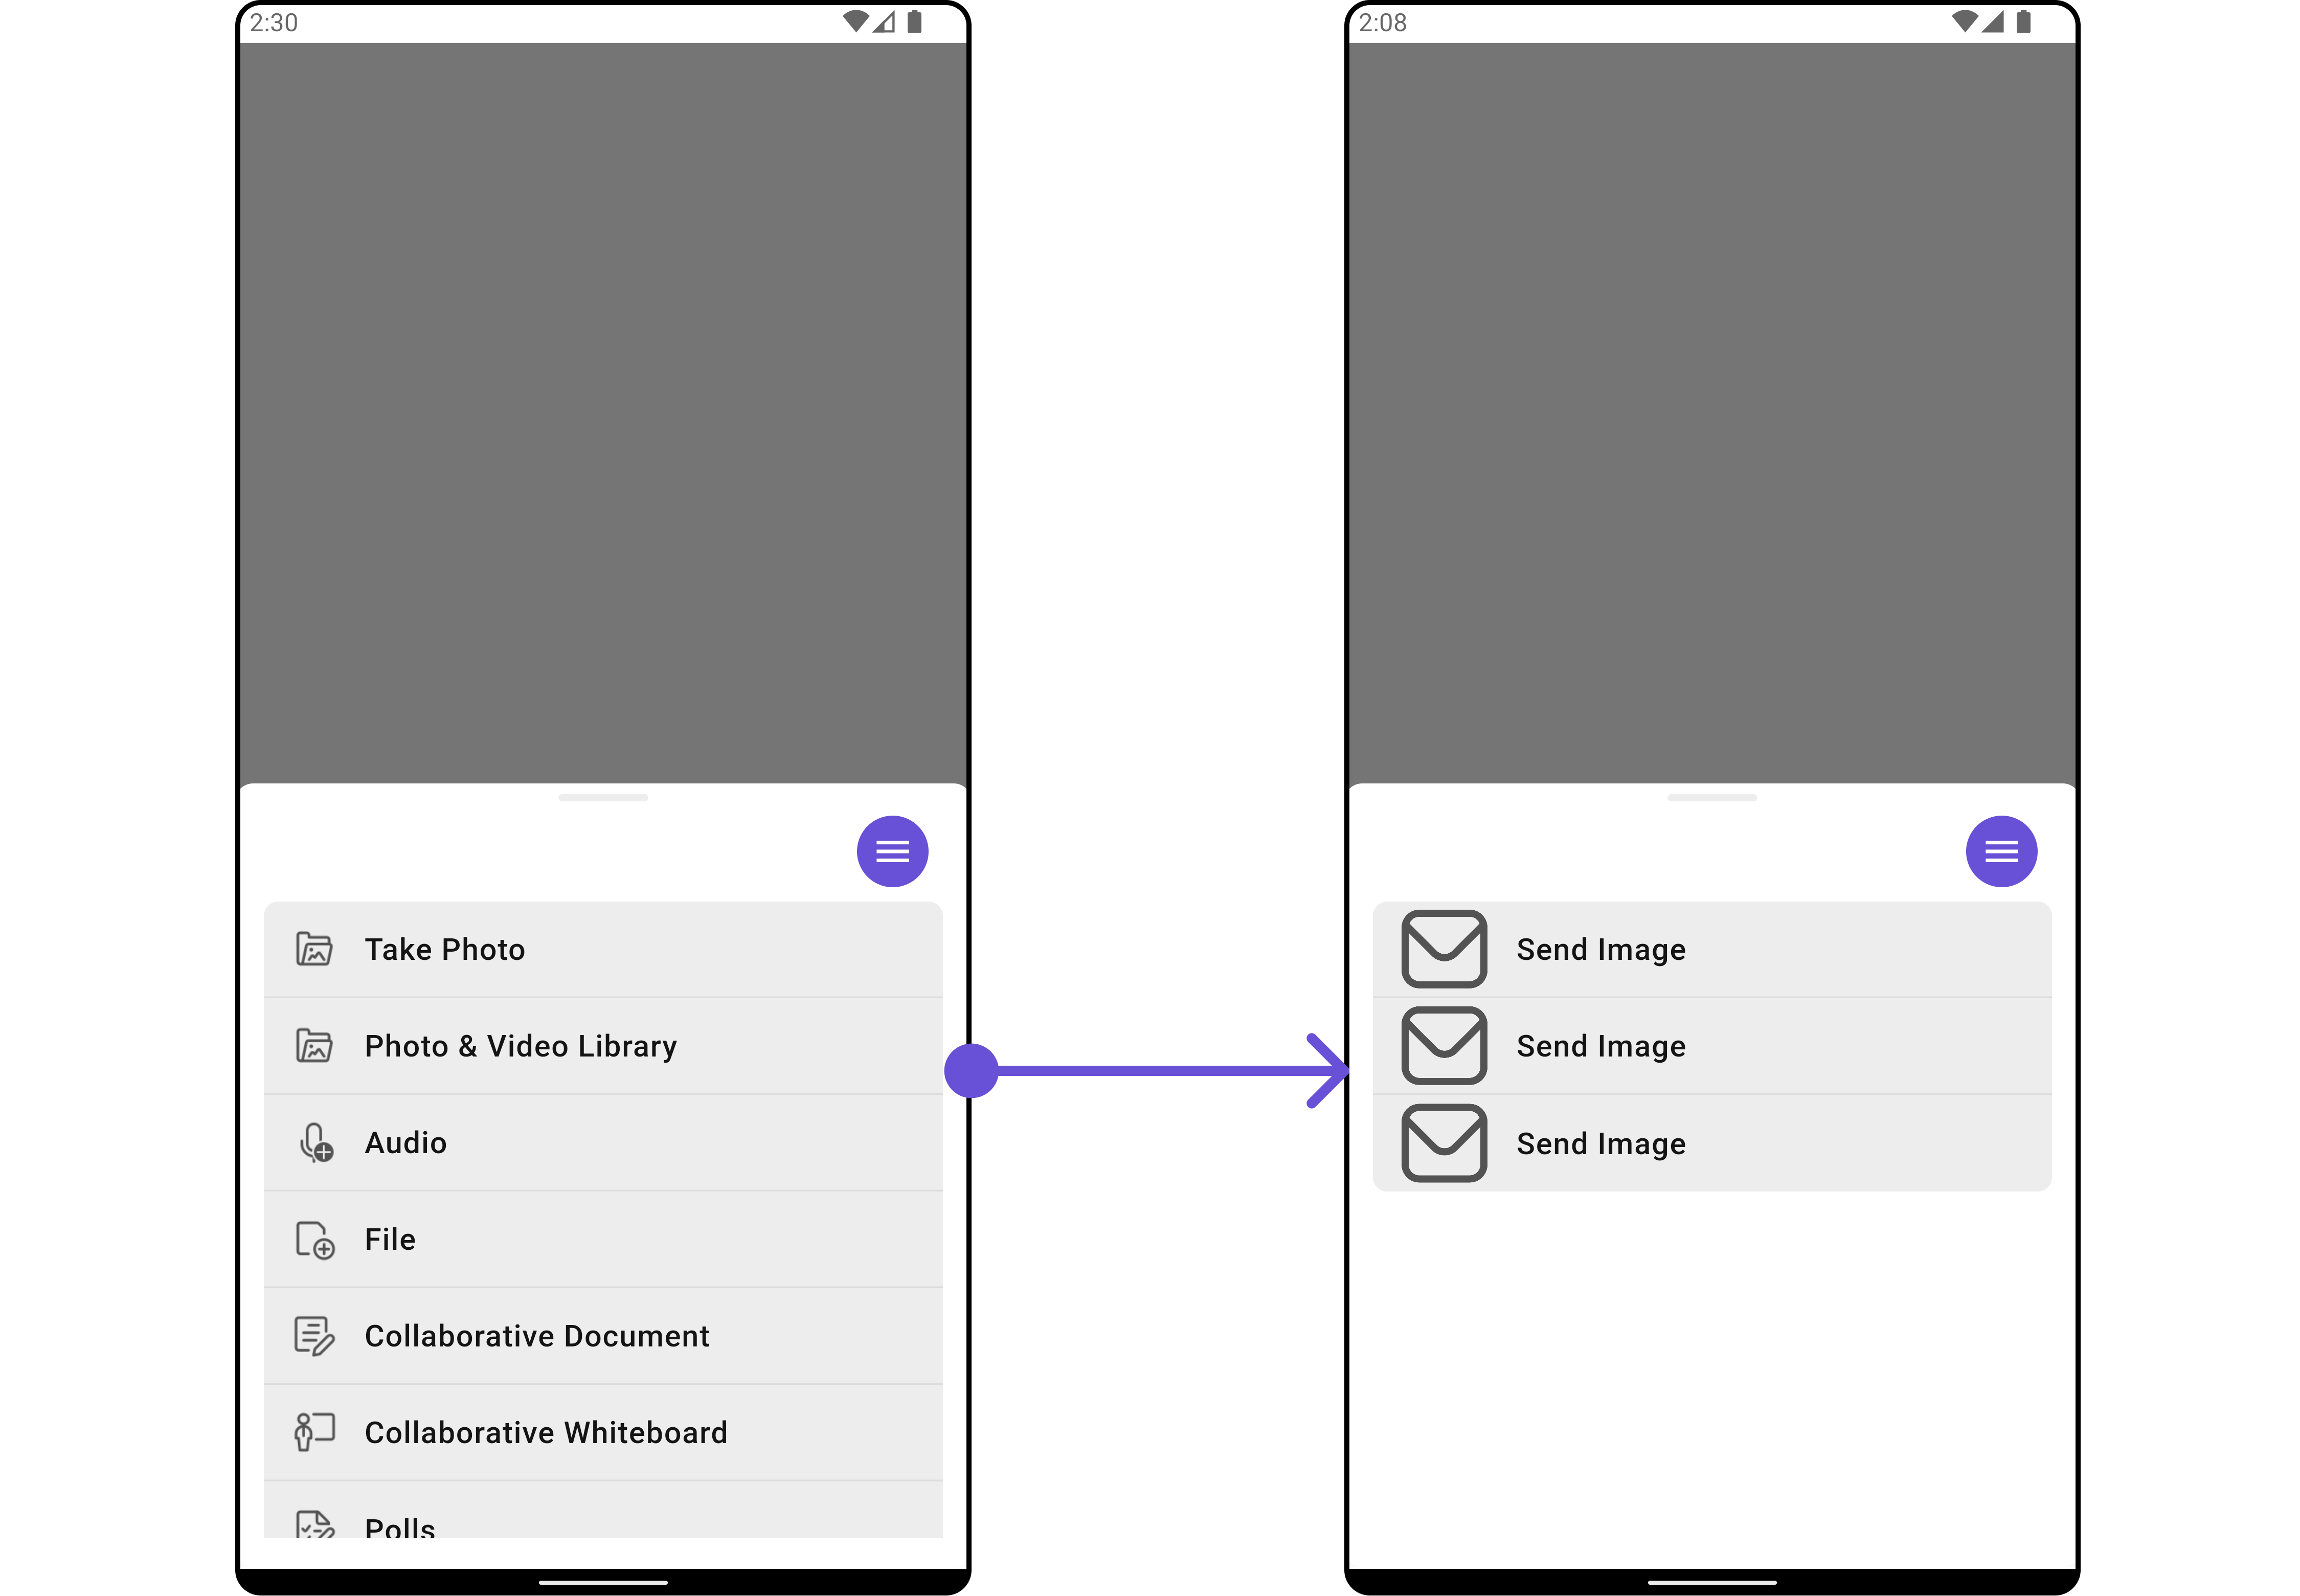 2:30
Take Photo
Photo & Video Library
Audio
File
Collaborative Document
Collaborative Whiteboard
Polls
2:08
Send Image
Send Image
Send Image